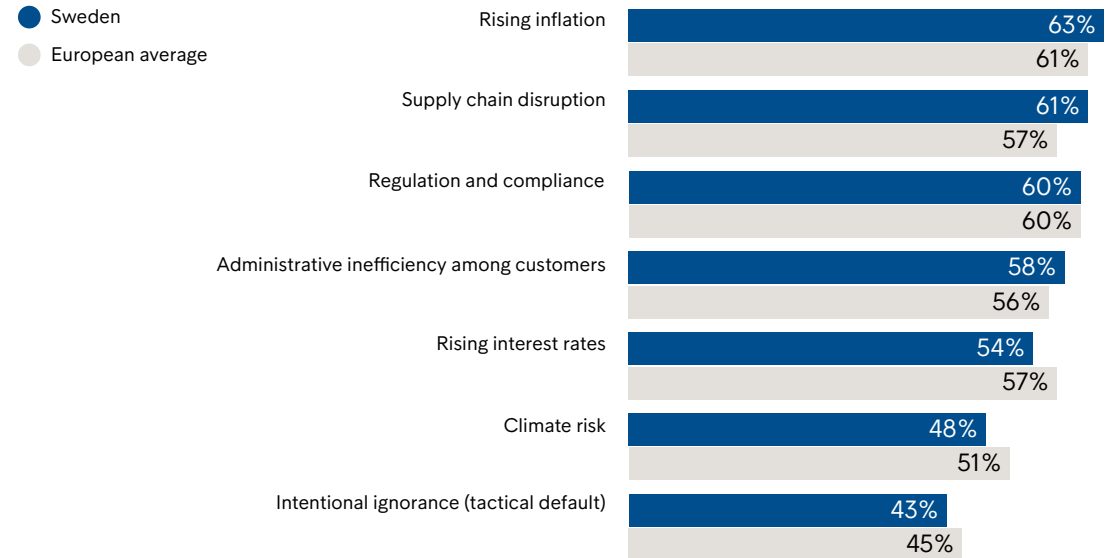 Sweden
European average
Rising inflation
63%
61%
Supply chain disruption
61%
57%
Regulation and compliance
60%
60%
Administrative inefficiency among customers
58%
56%
Rising interest rates
54%
57%
Climate risk
48%
51%
Intentional ignorance (tactical default)
43%
45%